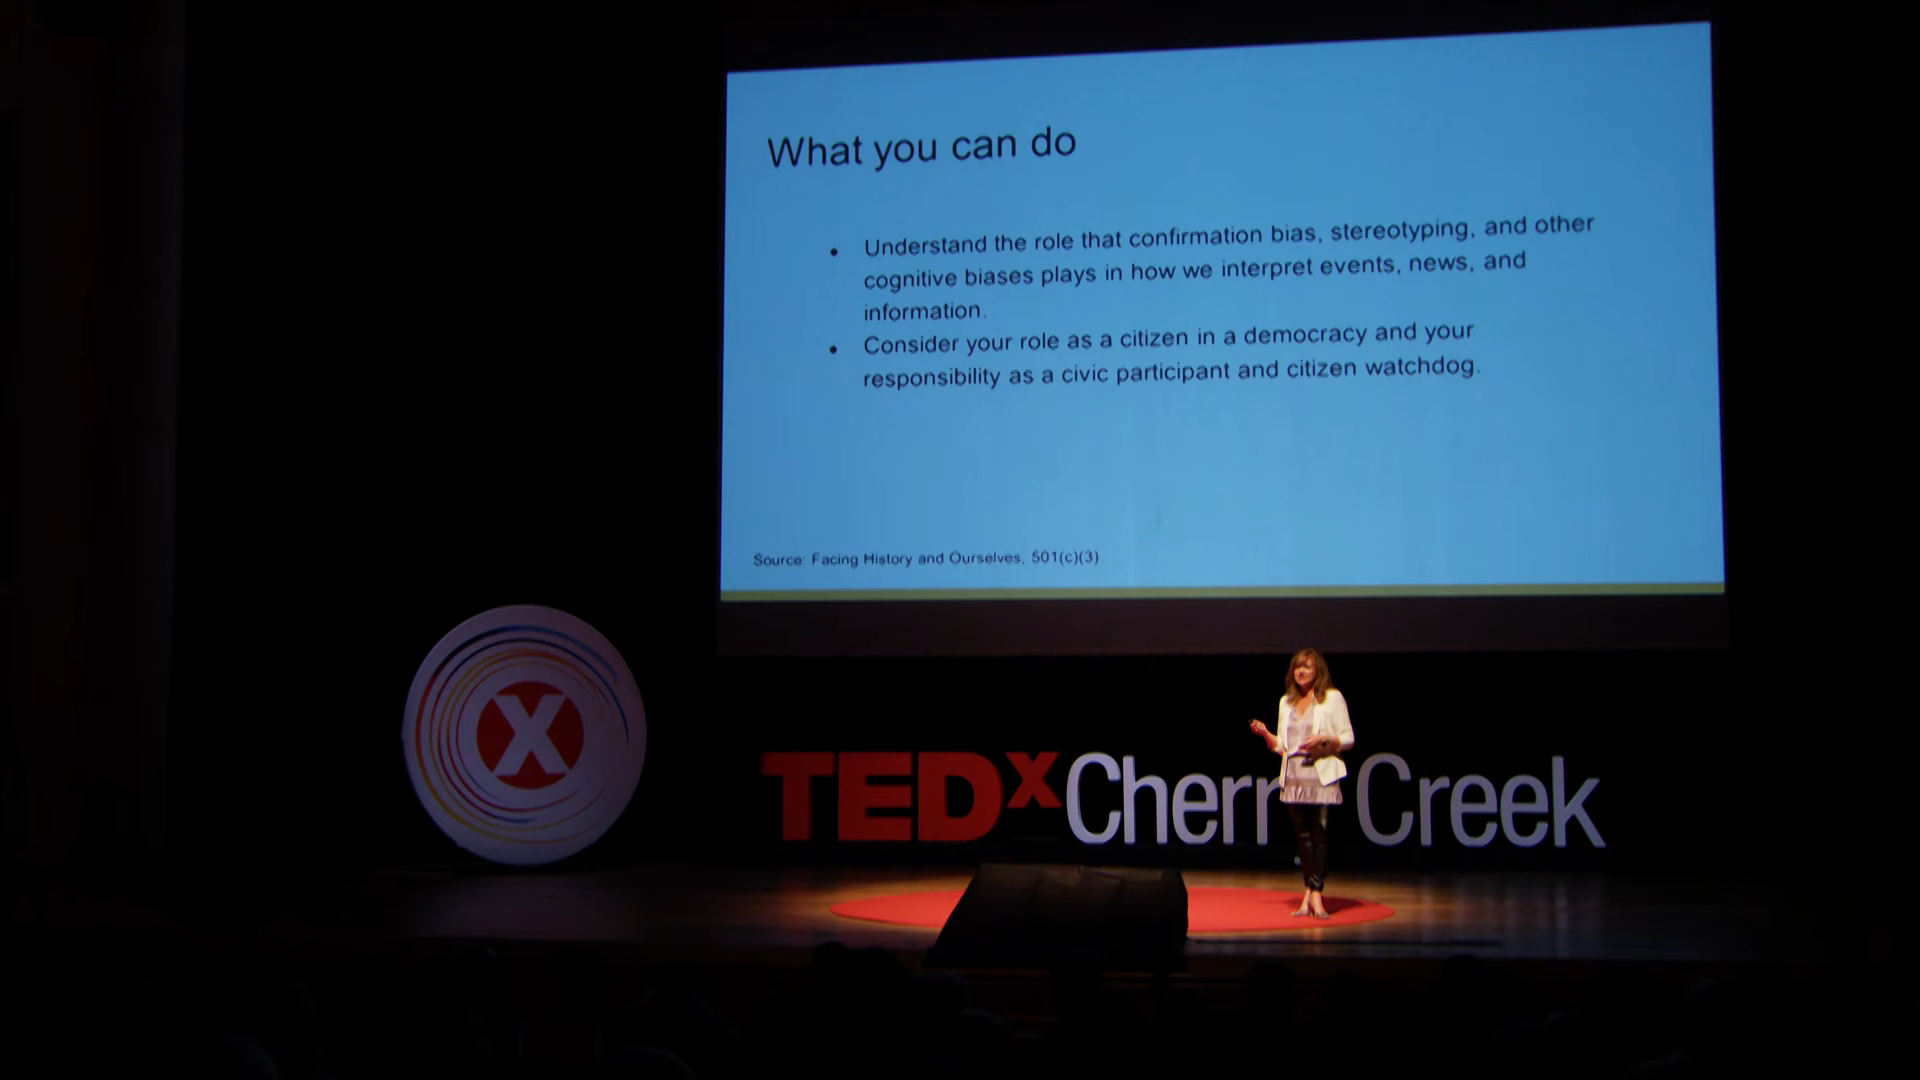 What you can do
• Understand the role that confirmation bias, stereotyping, and other
cognitive biases plays in how we interpret events, news, and
information.
• Consider your role as a citizen in a democracy and your
responsibility as a civic participant and citizen watchdog.
Source: Facing History and Ourselves, 501(c)(3)
X
TEDxCherry Creek